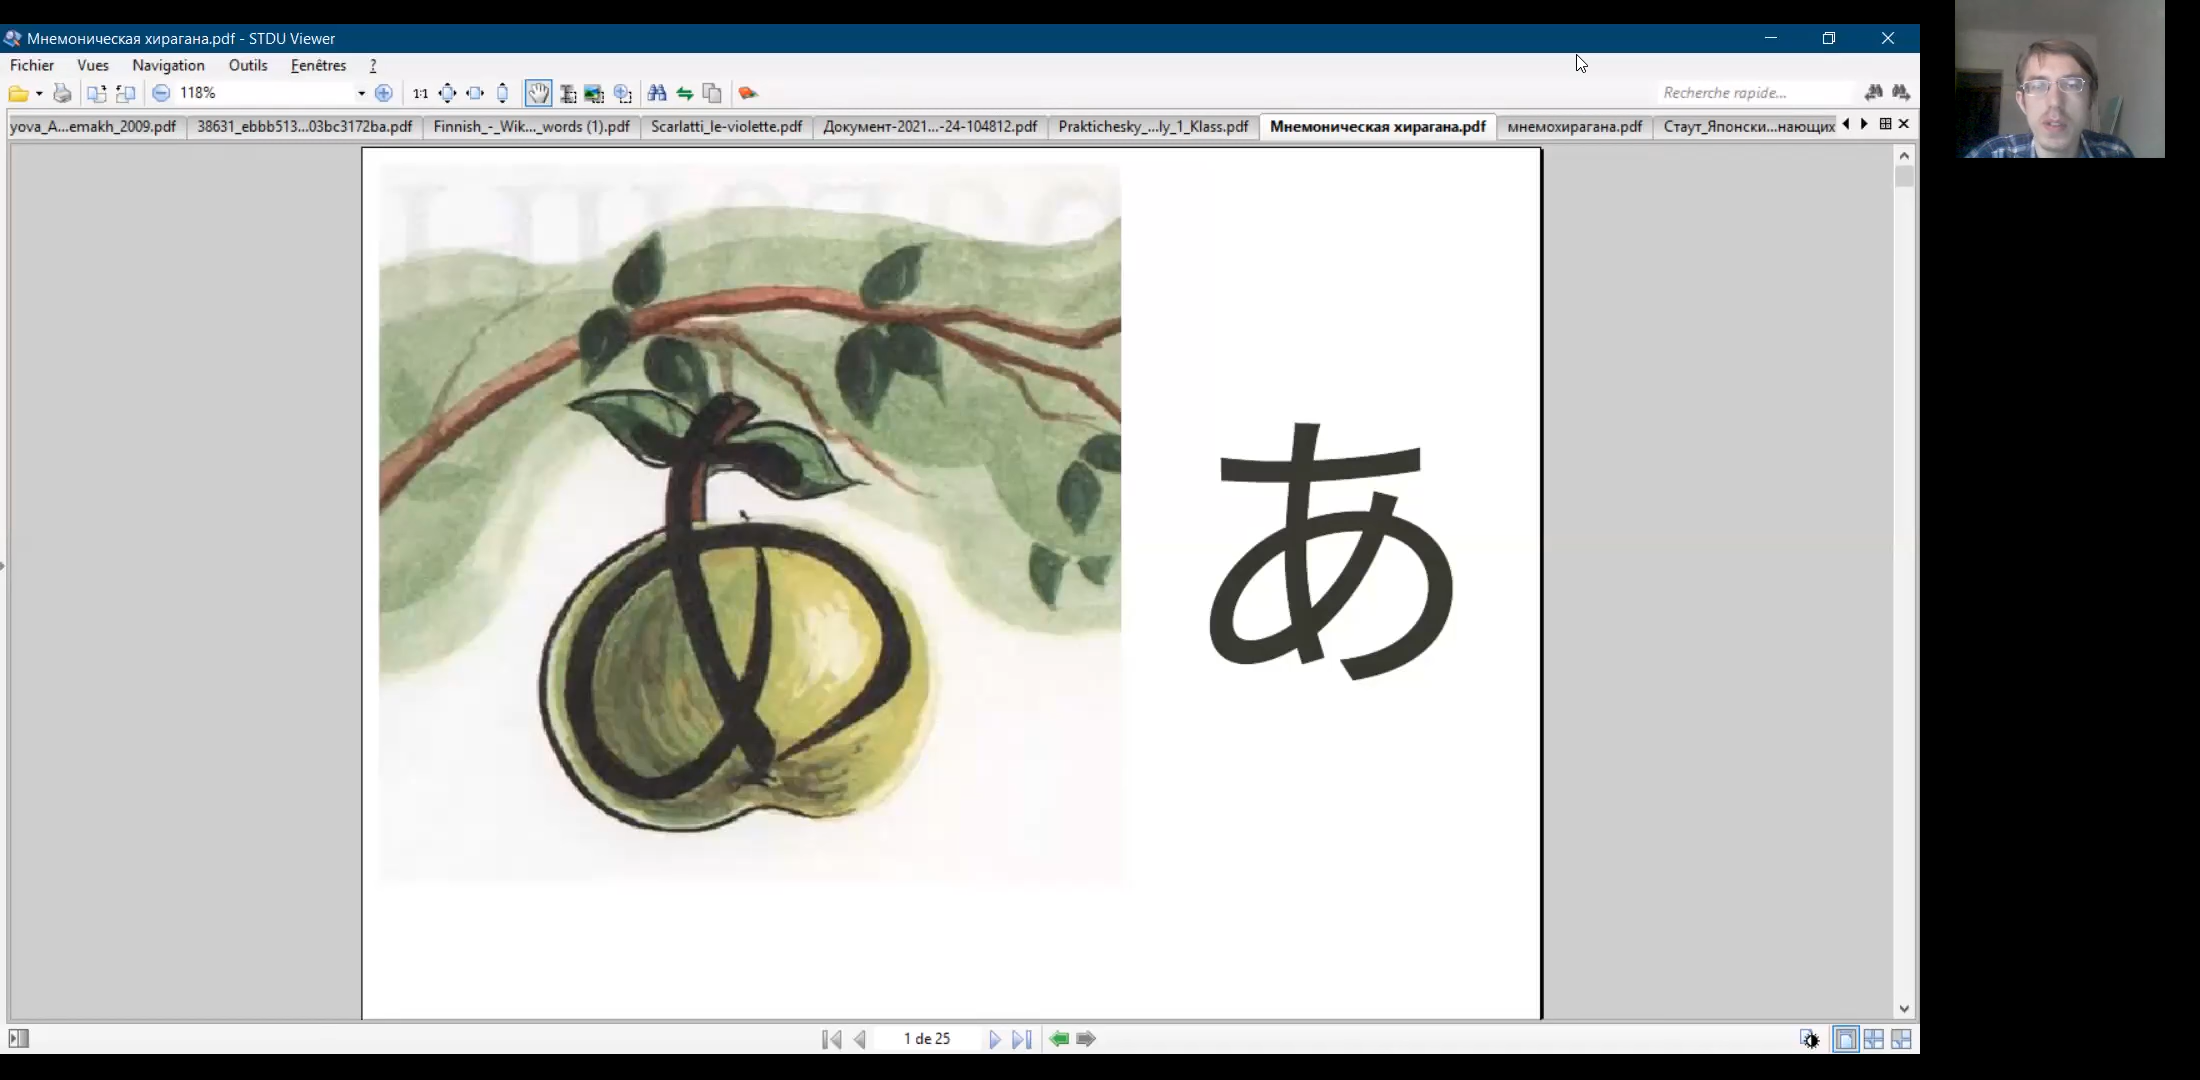 Мнемоническая хирагана.pdf - STDU Viewer
Fichier Vues Navigation Outils Fenêtres ?
118% 1:1 Recherche rapide...
yova_A...emakh_2009.pdf 38631_ebbb513...03bc3172ba.pdf Finnish_-_Wik..._words (1).pdf Scarlatti_le-violette.pdf Документ-2021...-24-104812.pdf Praktichesky_...ly_1_Klass.pdf Мнемоническая хирагана.pdf мнемохирагана.pdf Стаут_Японски...нающих
あ
1 de 25